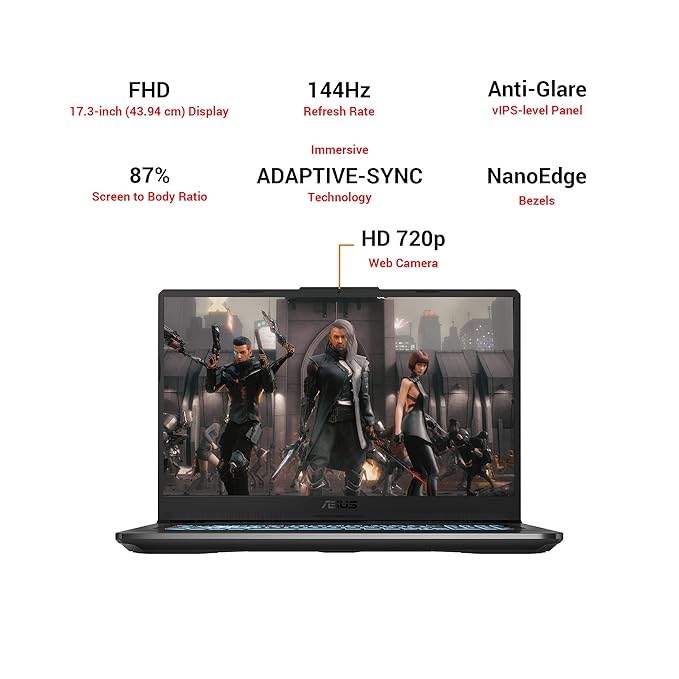 FHD
17.3-inch (43.94 cm) Display
144Hz
Refresh Rate
Anti-Glare
vIPS-level Panel
87%
Screen to Body Ratio
Immersive
ADAPTIVE-SYNC
Technology
NanoEdge
Bezels
HD 720p
Web Camera
ASUS